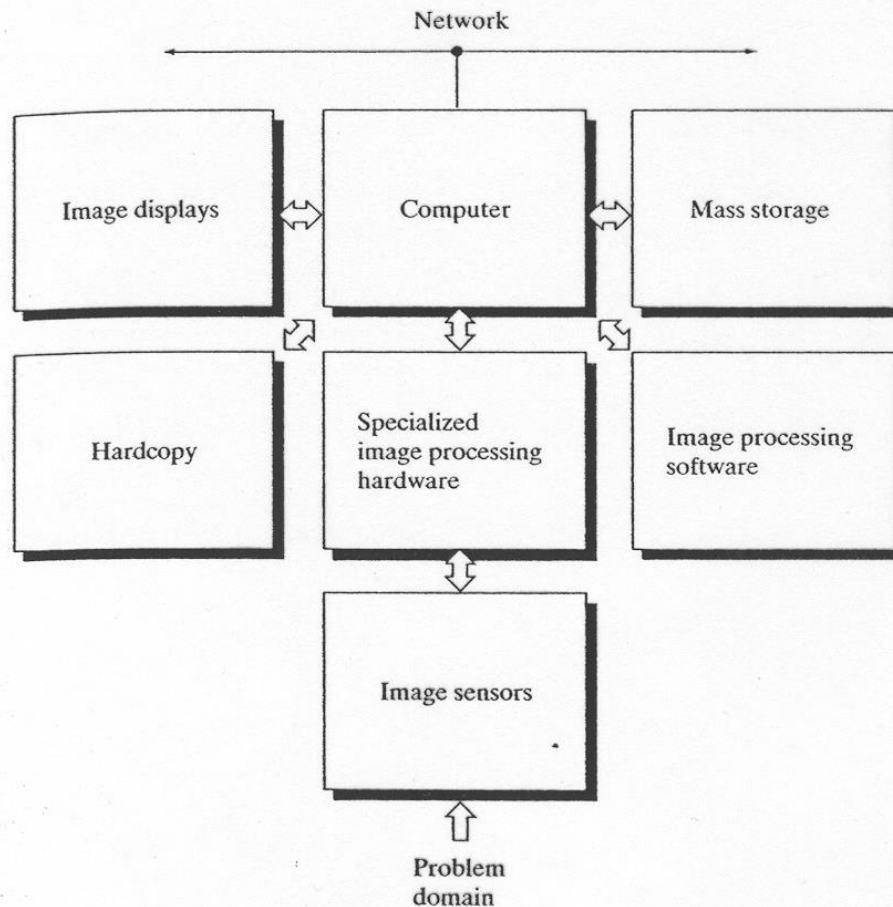 Network
Image displays
Computer
Mass storage
Hardcopy
Specialized
image processing
hardware
Image processing
software
Image sensors
Problem
domain